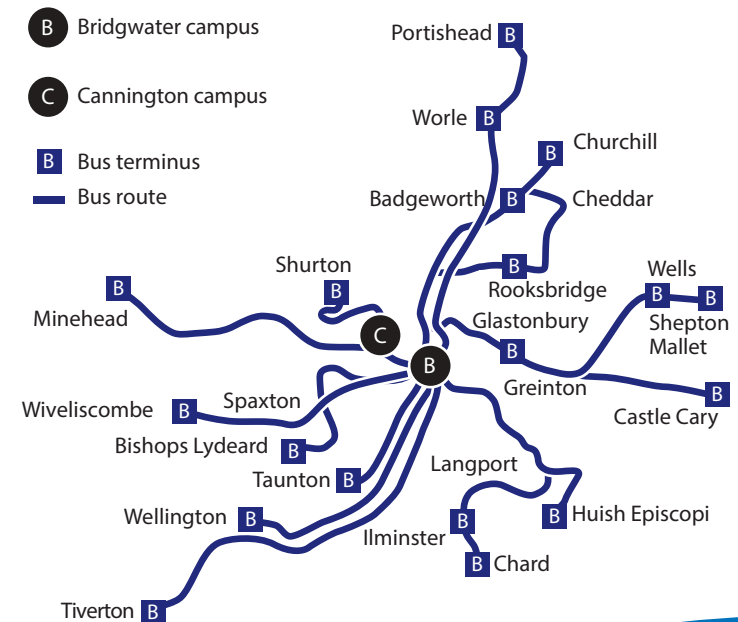 B Bridgwater campus
C Cannington campus
B Bus terminus
Bus route
Portishead B
Worle B
B Churchill
Badgeworth B Cheddar
Shurton
B
B
Minehead
B
Rooksbridge
Wells
B B
Shepton
Mallet
Glastonbury
B
Greinton
B
Castle Cary
C
B
Wiveliscombe B
Spaxton
Bishops Lydeard B
Taunton B
Langport
Wellington B
Ilminster
B
B Huish Episcopi
B Chard
Tiverton B